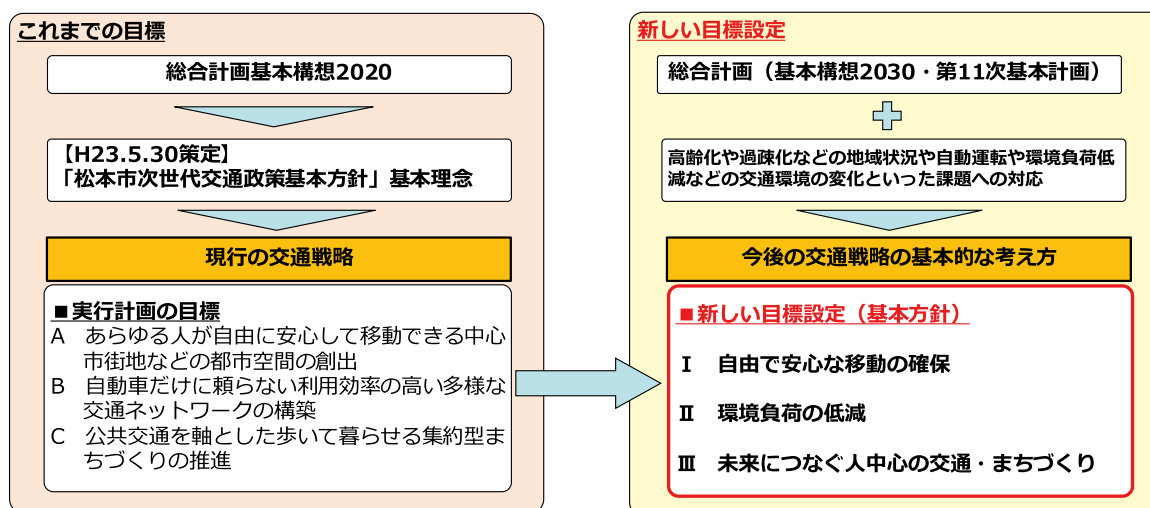 これまでの目標
総合計画基本構想2020
【H23.5.30策定】
「松本市次世代交通政策基本方針」基本理念
現行の交通戦略
■実行計画の目標
A あらゆる人が自由に安心して移動できる中心
市街地などの都市空間の創出
B 自動車だけに頼らない利用効率の高い多様な
交通ネットワークの構築
C 公共交通を軸とした歩いて暮らせる集約型ま
ちづくりの推進
新しい目標設定
総合計画（基本構想2030・第11次基本計画）
高齢化や過疎化などの地域状況や自動運転や環境負荷低
減などの交通環境の変化といった課題への対応
今後の交通戦略の基本的な考え方
■新しい目標設定（基本方針）
Ⅰ 自由で安心な移動の確保
Ⅱ 環境負荷の低減
Ⅲ 未来につなぐ人中心の交通・まちづくり